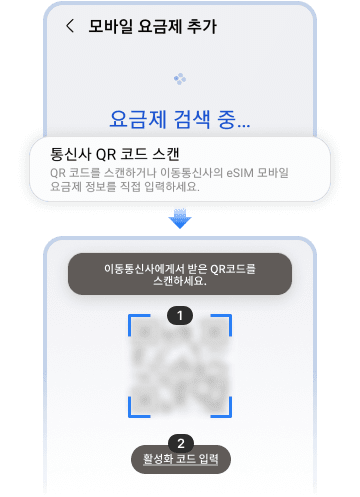 모바일 요금제 추가
요금제 검색 중...
통신사 QR 코드 스캔
QR 코드를 스캔하거나 이동통신사의 eSIM 모바일
요금제 정보를 직접 입력하세요.
이동통신사에게서 받은 QR코드를
스캔하세요.
1
2
활성화 코드 입력